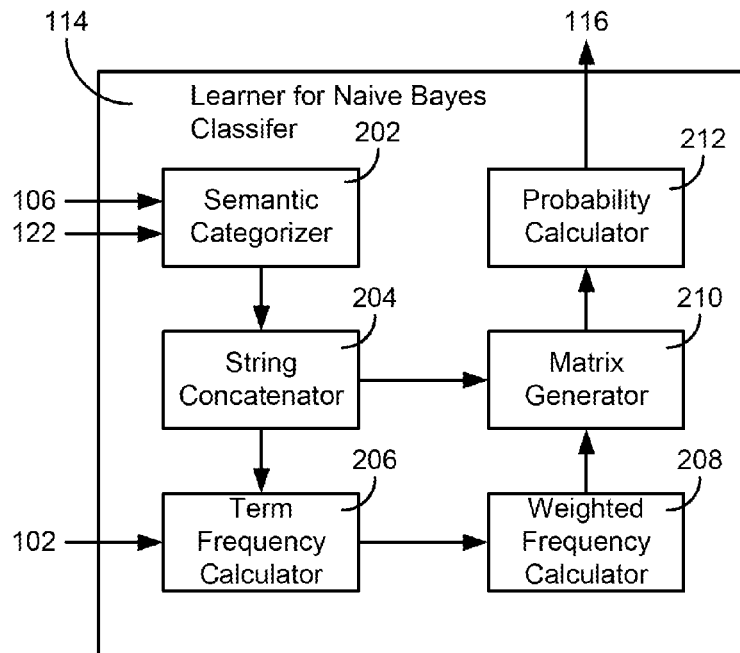 114
116
Learner for Naive Bayes
Classifer
202
212
106
122
Semantic
Categorizer
Probability
Calculator
204
210
String
Concatenator
Matrix
Generator
206
208
102
Term
Frequency
Calculator
Weighted
Frequency
Calculator